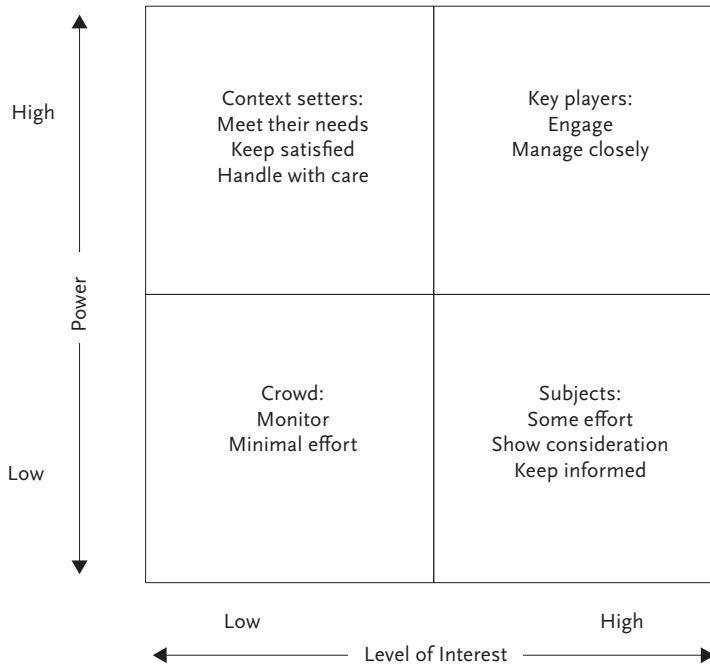 High
Context setters:
Meet their needs
Keep satisfied
Handle with care
Key players:
Engage
Manage closely
Power
Crowd:
Monitor
Minimal effort
Subjects:
Some effort
Show consideration
Keep informed
Low
Low
High
Level of Interest